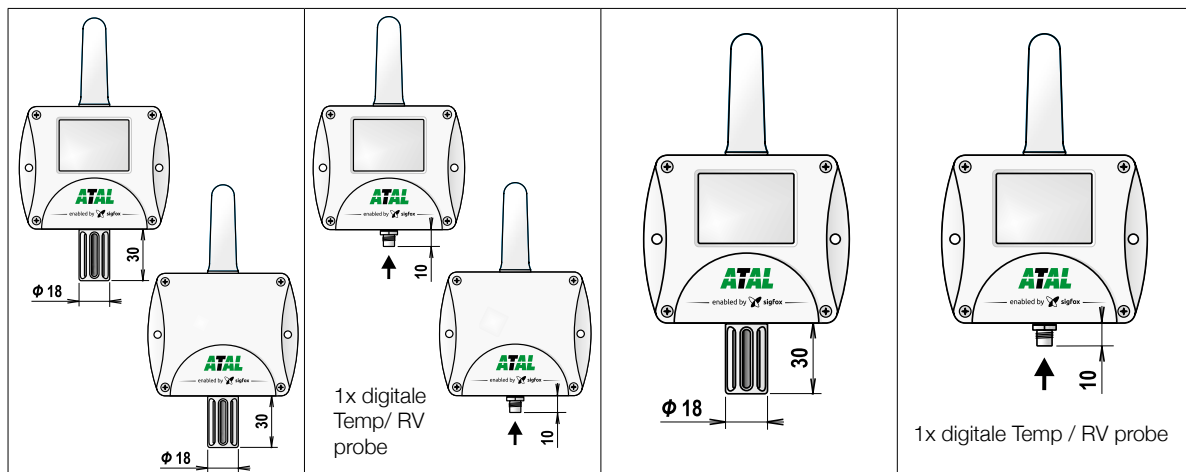 ATAL
enabled by sigfox
30
Φ 18
ATAL
enabled by sigfox
30
Φ 18
ATAL
enabled by sigfox
10
ATAL
enabled by sigfox
10
1x digitale
Temp/ RV
probe
ATAL
enabled by sigfox
30
Φ 18
ATAL
enabled by sigfox
10
1x digitale Temp / RV probe